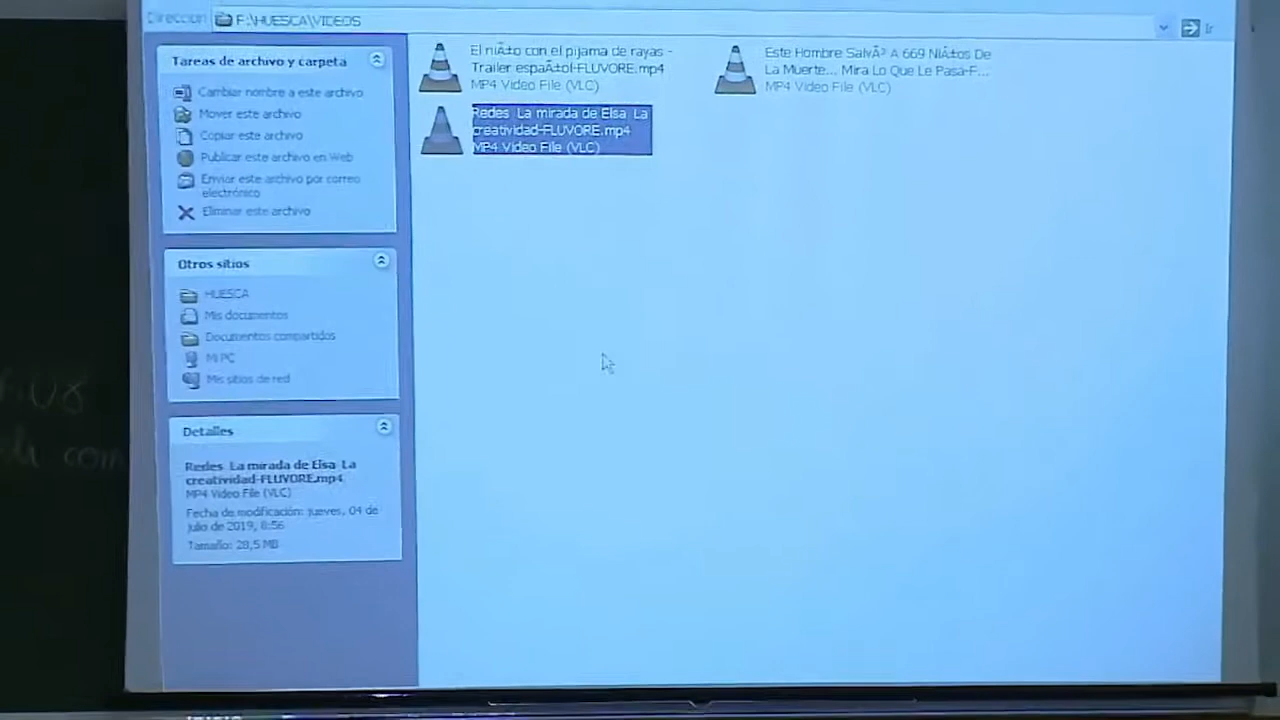 Dirección F:\HUESCA\VIDEOS Ir
Tareas de archivo y carpeta
Cambiar nombre a este archivo
Mover este archivo
Copiar este archivo
Publicar este archivo en Web
Enviar este archivo por correo
electrónico
Eliminar este archivo
Otros sitios
HUESCA
Mis documentos
Documentos compartidos
Mi PC
Mis sitios de red
Detalles
Redes La mirada de Elsa La
creatividad-FLUVORE.mp4
MP4 Video File (VLC)
Fecha de modificación: jueves, 04 de
julio de 2019, 8:56
Tamaño: 28,5 MB
El niÃ±o con el pijama de rayas -
Trailer espaÃ±ol-FLUVORE.mp4
MP4 Video File (VLC)
Este Hombre SalvÃ³ A 669 NIÃ±os De
La Muerte... Mira Lo Que Le Pasa-F...
MP4 Video File (VLC)
Redes La mirada de Elsa La
creatividad-FLUVORE.mp4
MP4 Video File (VLC)